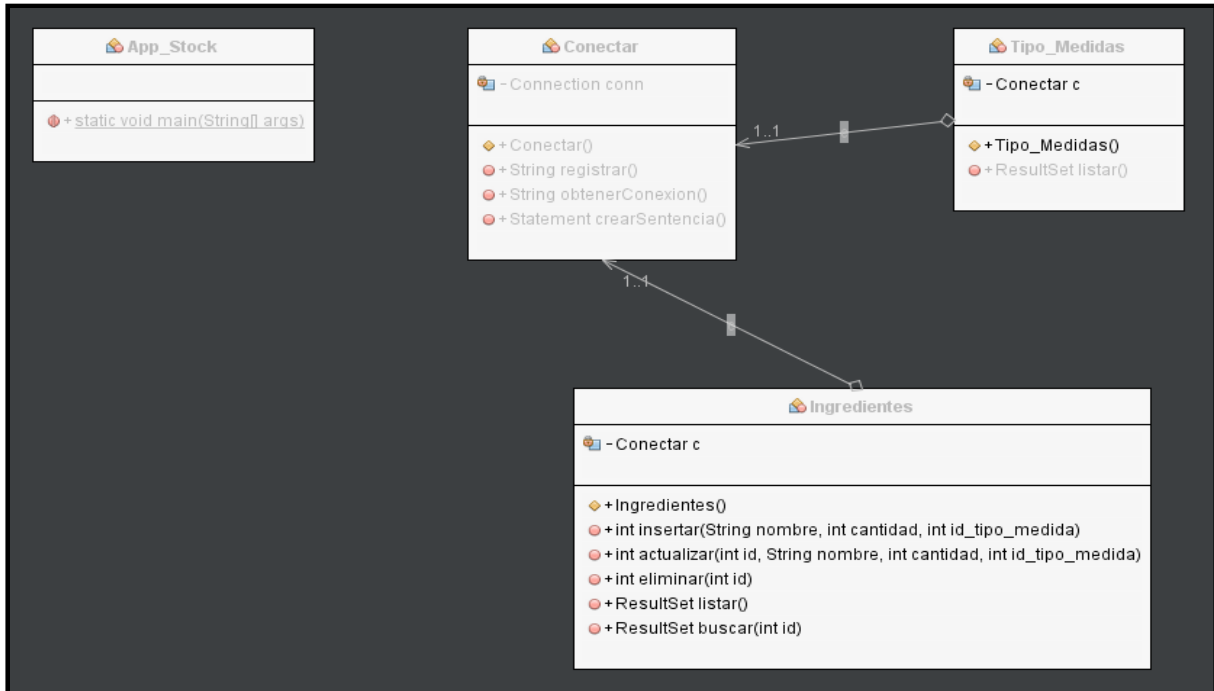 App_Stock
+ static void main(String[] args)
Conectar
- Connection conn
+ Conectar()
+ String registrar()
+ String obtenerConexion()
+ Statement crearSentencia()
Tipo_Medidas
- Conectar c
+ Tipo_Medidas()
+ ResultSet listar()
1..1
1..1
Ingredientes
- Conectar c
+ Ingredientes()
+ int insertar(String nombre, int cantidad, int id_tipo_medida)
+ int actualizar(int id, String nombre, int cantidad, int id_tipo_medida)
+ int eliminar(int id)
+ ResultSet listar()
+ ResultSet buscar(int id)